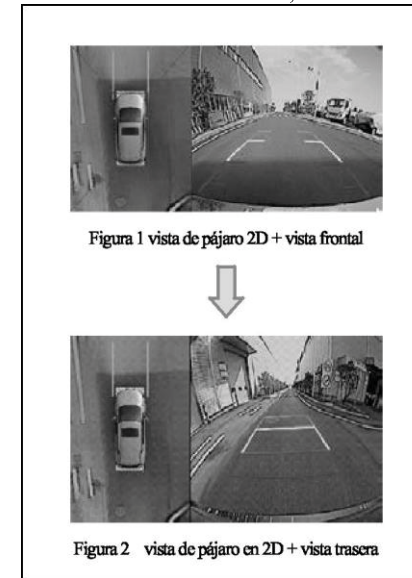 Figura 1 vista de pájaro 2D + vista frontal
Figura 2 vista de pájaro en 2D + vista trasera